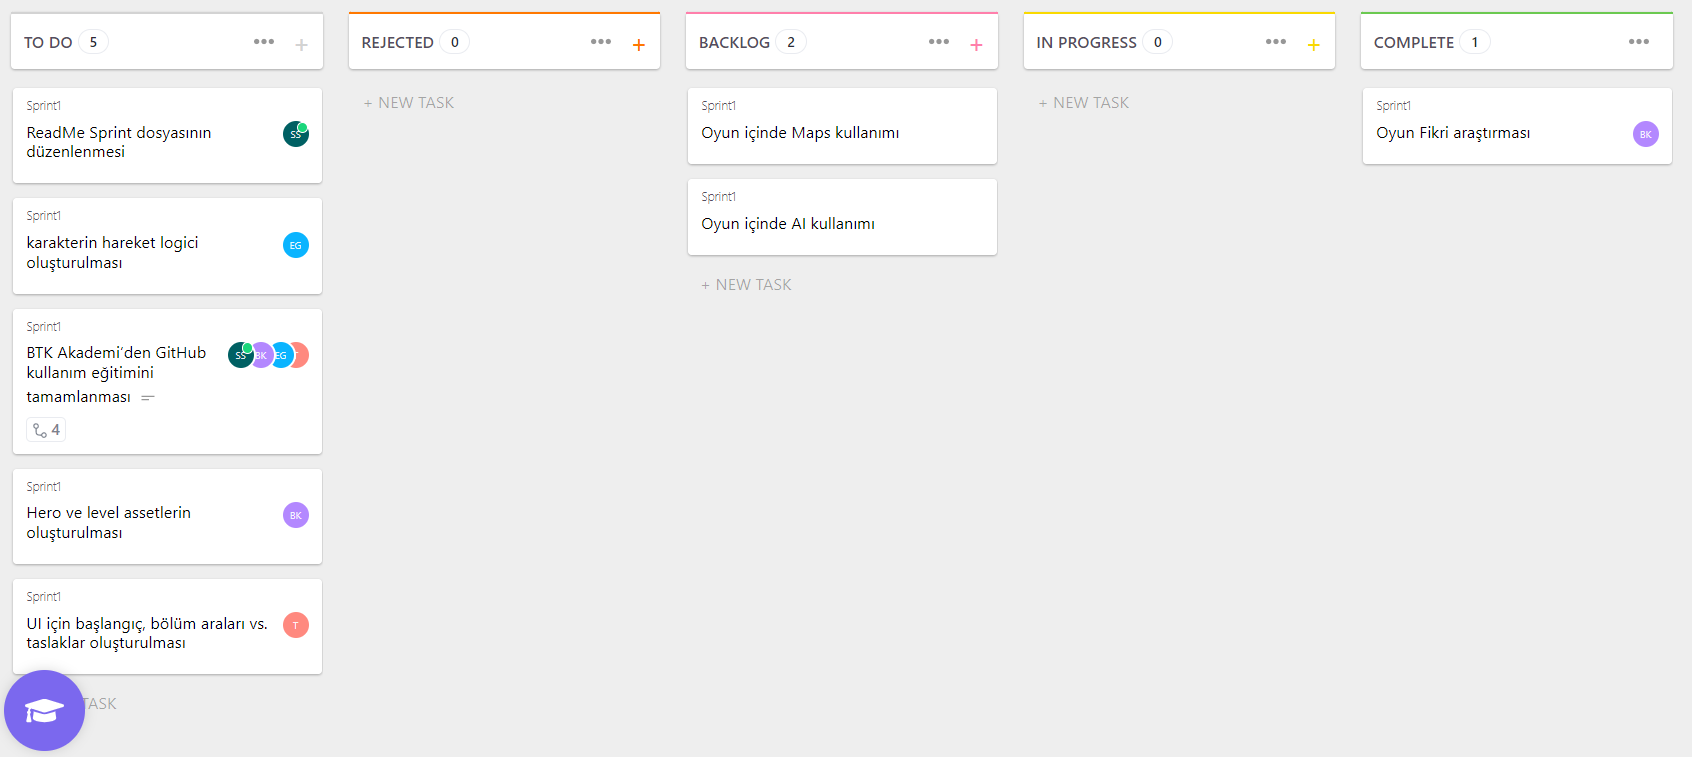 TO DO 5
Sprint1
ReadMe Sprint dosyasının
düzenlenmesi
SS
Sprint1
karakterin hareket logici
oluşturulması
EG
Sprint1
BTK Akademi'den GitHub
kullanım eğitimini
tamamlanması
SS BK EG T
4
Sprint1
Hero ve level assetlerin
oluşturulması
BK
Sprint1
UI için başlangıç, bölüm araları vs.
taslaklar oluşturulması
T
TASK
REJECTED 0
+ NEW TASK
BACKLOG 2
Sprint1
Oyun içinde Maps kullanımı
Sprint1
Oyun içinde AI kullanımı
+ NEW TASK
IN PROGRESS 0
+ NEW TASK
COMPLETE 1
Sprint1
Oyun Fikri araştırması
BK